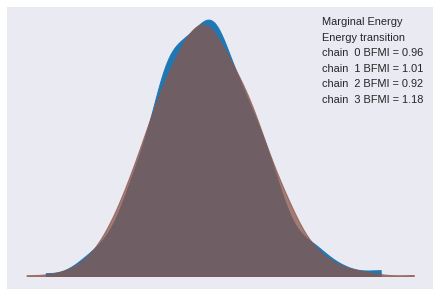 Marginal Energy
Energy transition
chain  0 BFMI = 0.96
chain  1 BFMI = 1.01
chain  2 BFMI = 0.92
chain  3 BFMI = 1.18